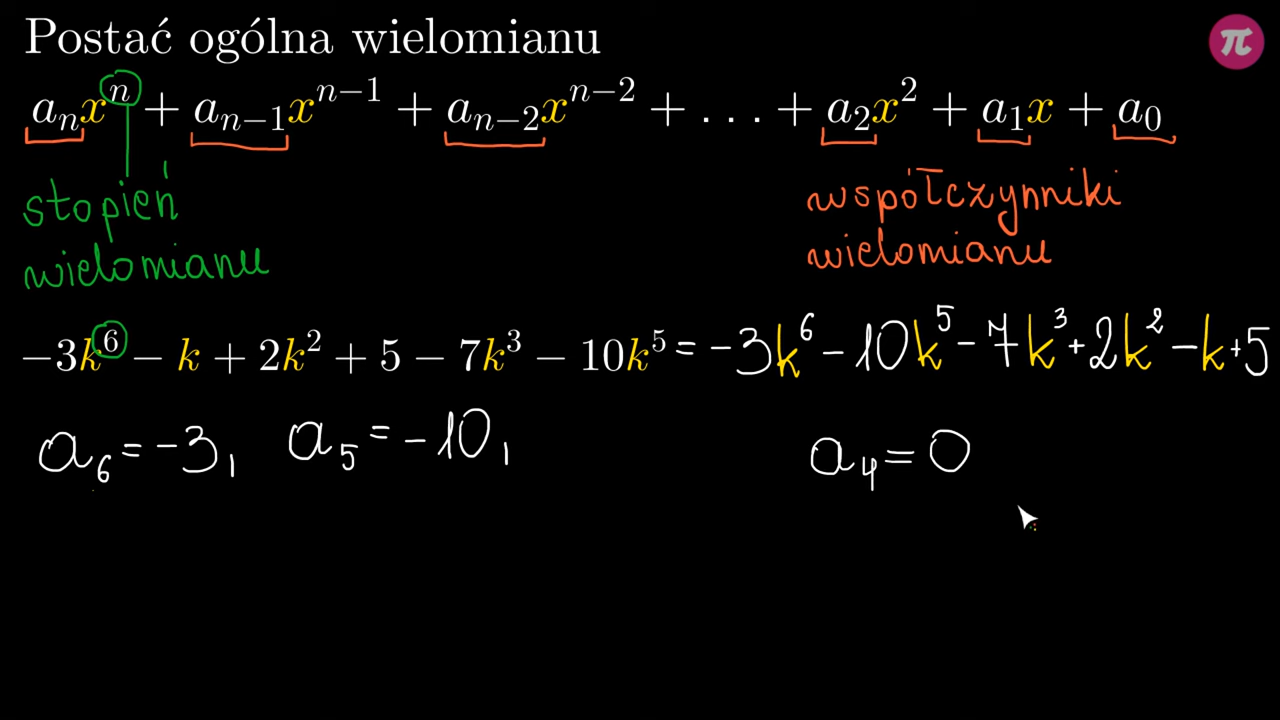 Postać ogólna wielomianu
π
aₙxⁿ + aₙ₋₁xⁿ⁻¹ + aₙ₋₂xⁿ⁻² + . . . + a₂x² + a₁x + a₀
stopień
wielomianu
współczynniki
wielomianu
−3k⁶ − k + 2k² + 5 − 7k³ − 10k⁵ = −3k⁶ − 10k⁵ − 7k³ + 2k² − k + 5
a₆ = −3, a₅ = −10, a₄ = 0